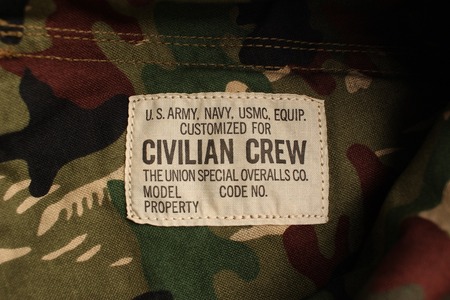 U.S. ARMY, NAVY, USMC, EQUIP.
CUSTOMIZED FOR
CIVILIAN CREW
THE UNION SPECIAL OVERALLS CO.
MODEL CODE NO.
PROPERTY